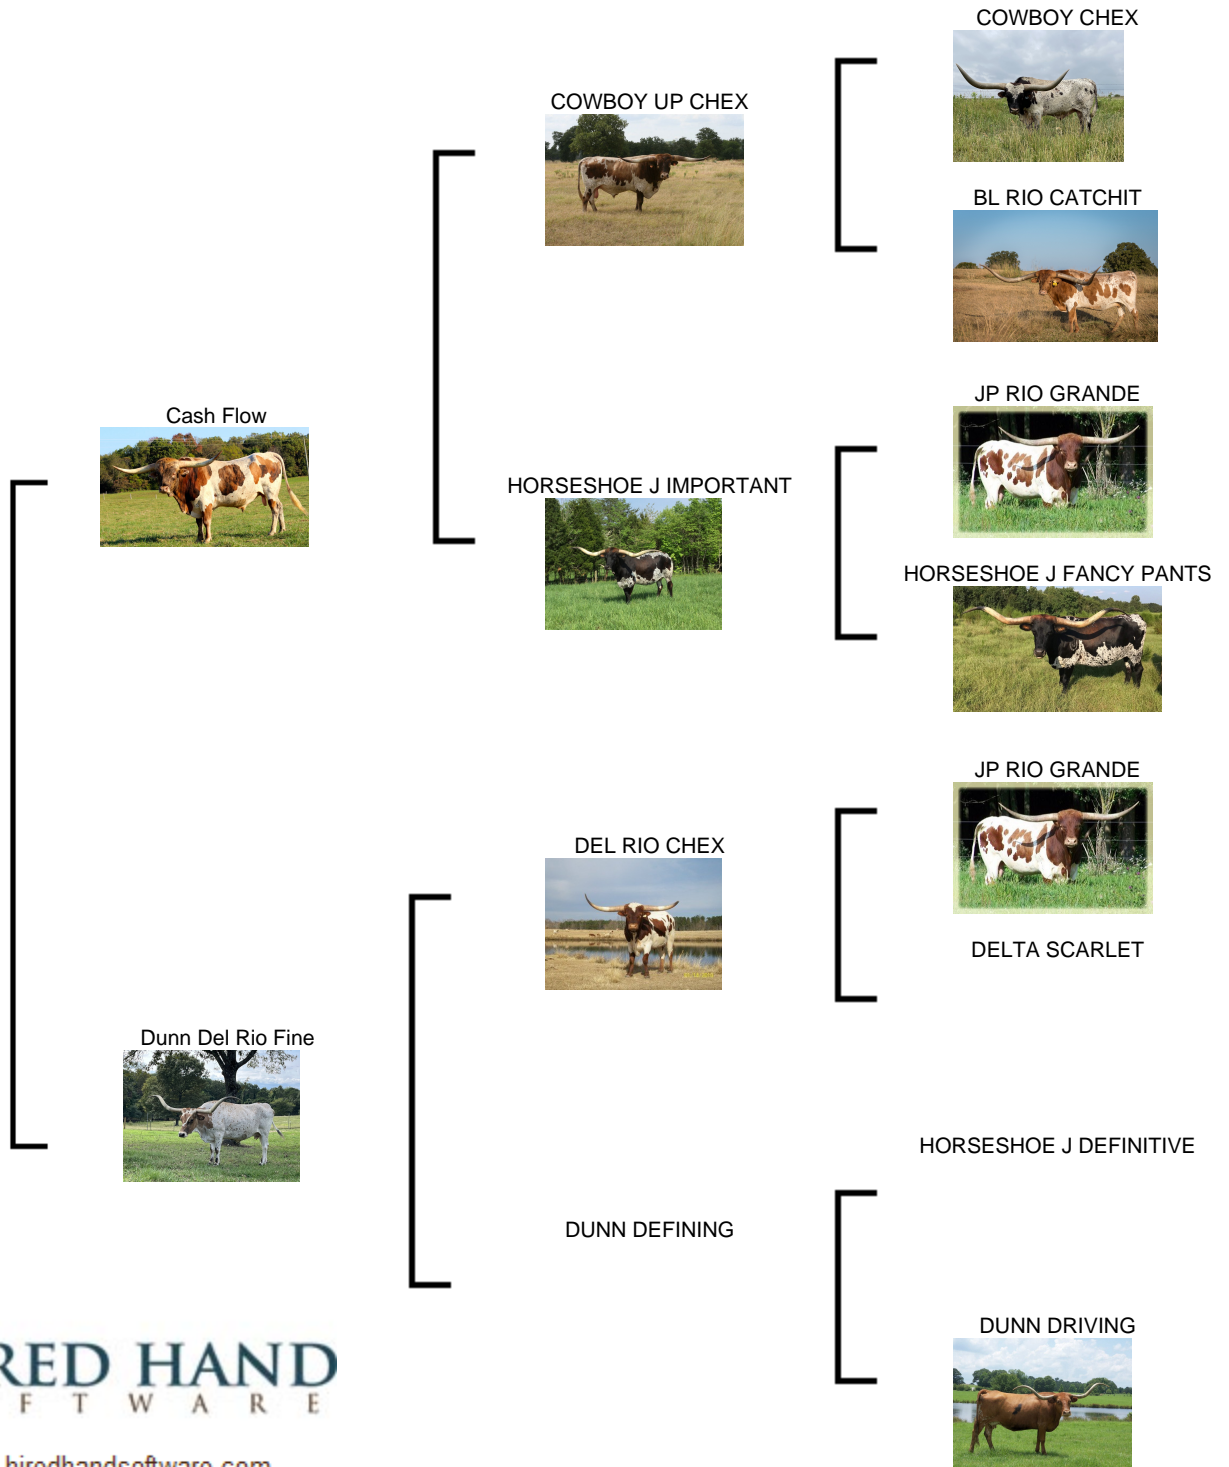 COWBOY CHEX
COWBOY UP CHEX
BL RIO CATCHIT
JP RIO GRANDE
Cash Flow
HORSESHOE J IMPORTANT
HORSESHOE J FANCY PANTS
JP RIO GRANDE
DEL RIO CHEX
DELTA SCARLET
Dunn Del Rio Fine
HORSESHOE J DEFINITIVE
DUNN DEFINING
DUNN DRIVING
RED HAND
F T W A R E
hiredhandsoftware.com